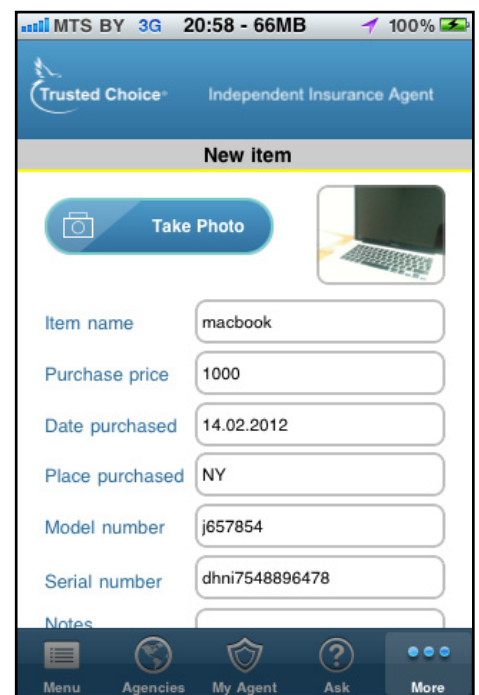 MTS BY 3G 20:58 - 66MB 100%
Trusted Choice® Independent Insurance Agent
New item
Take Photo
Item name macbook
Purchase price 1000
Date purchased 14.02.2012
Place purchased NY
Model number j657854
Serial number dhni7548896478
Notes
Menu Agencies My Agent Ask More